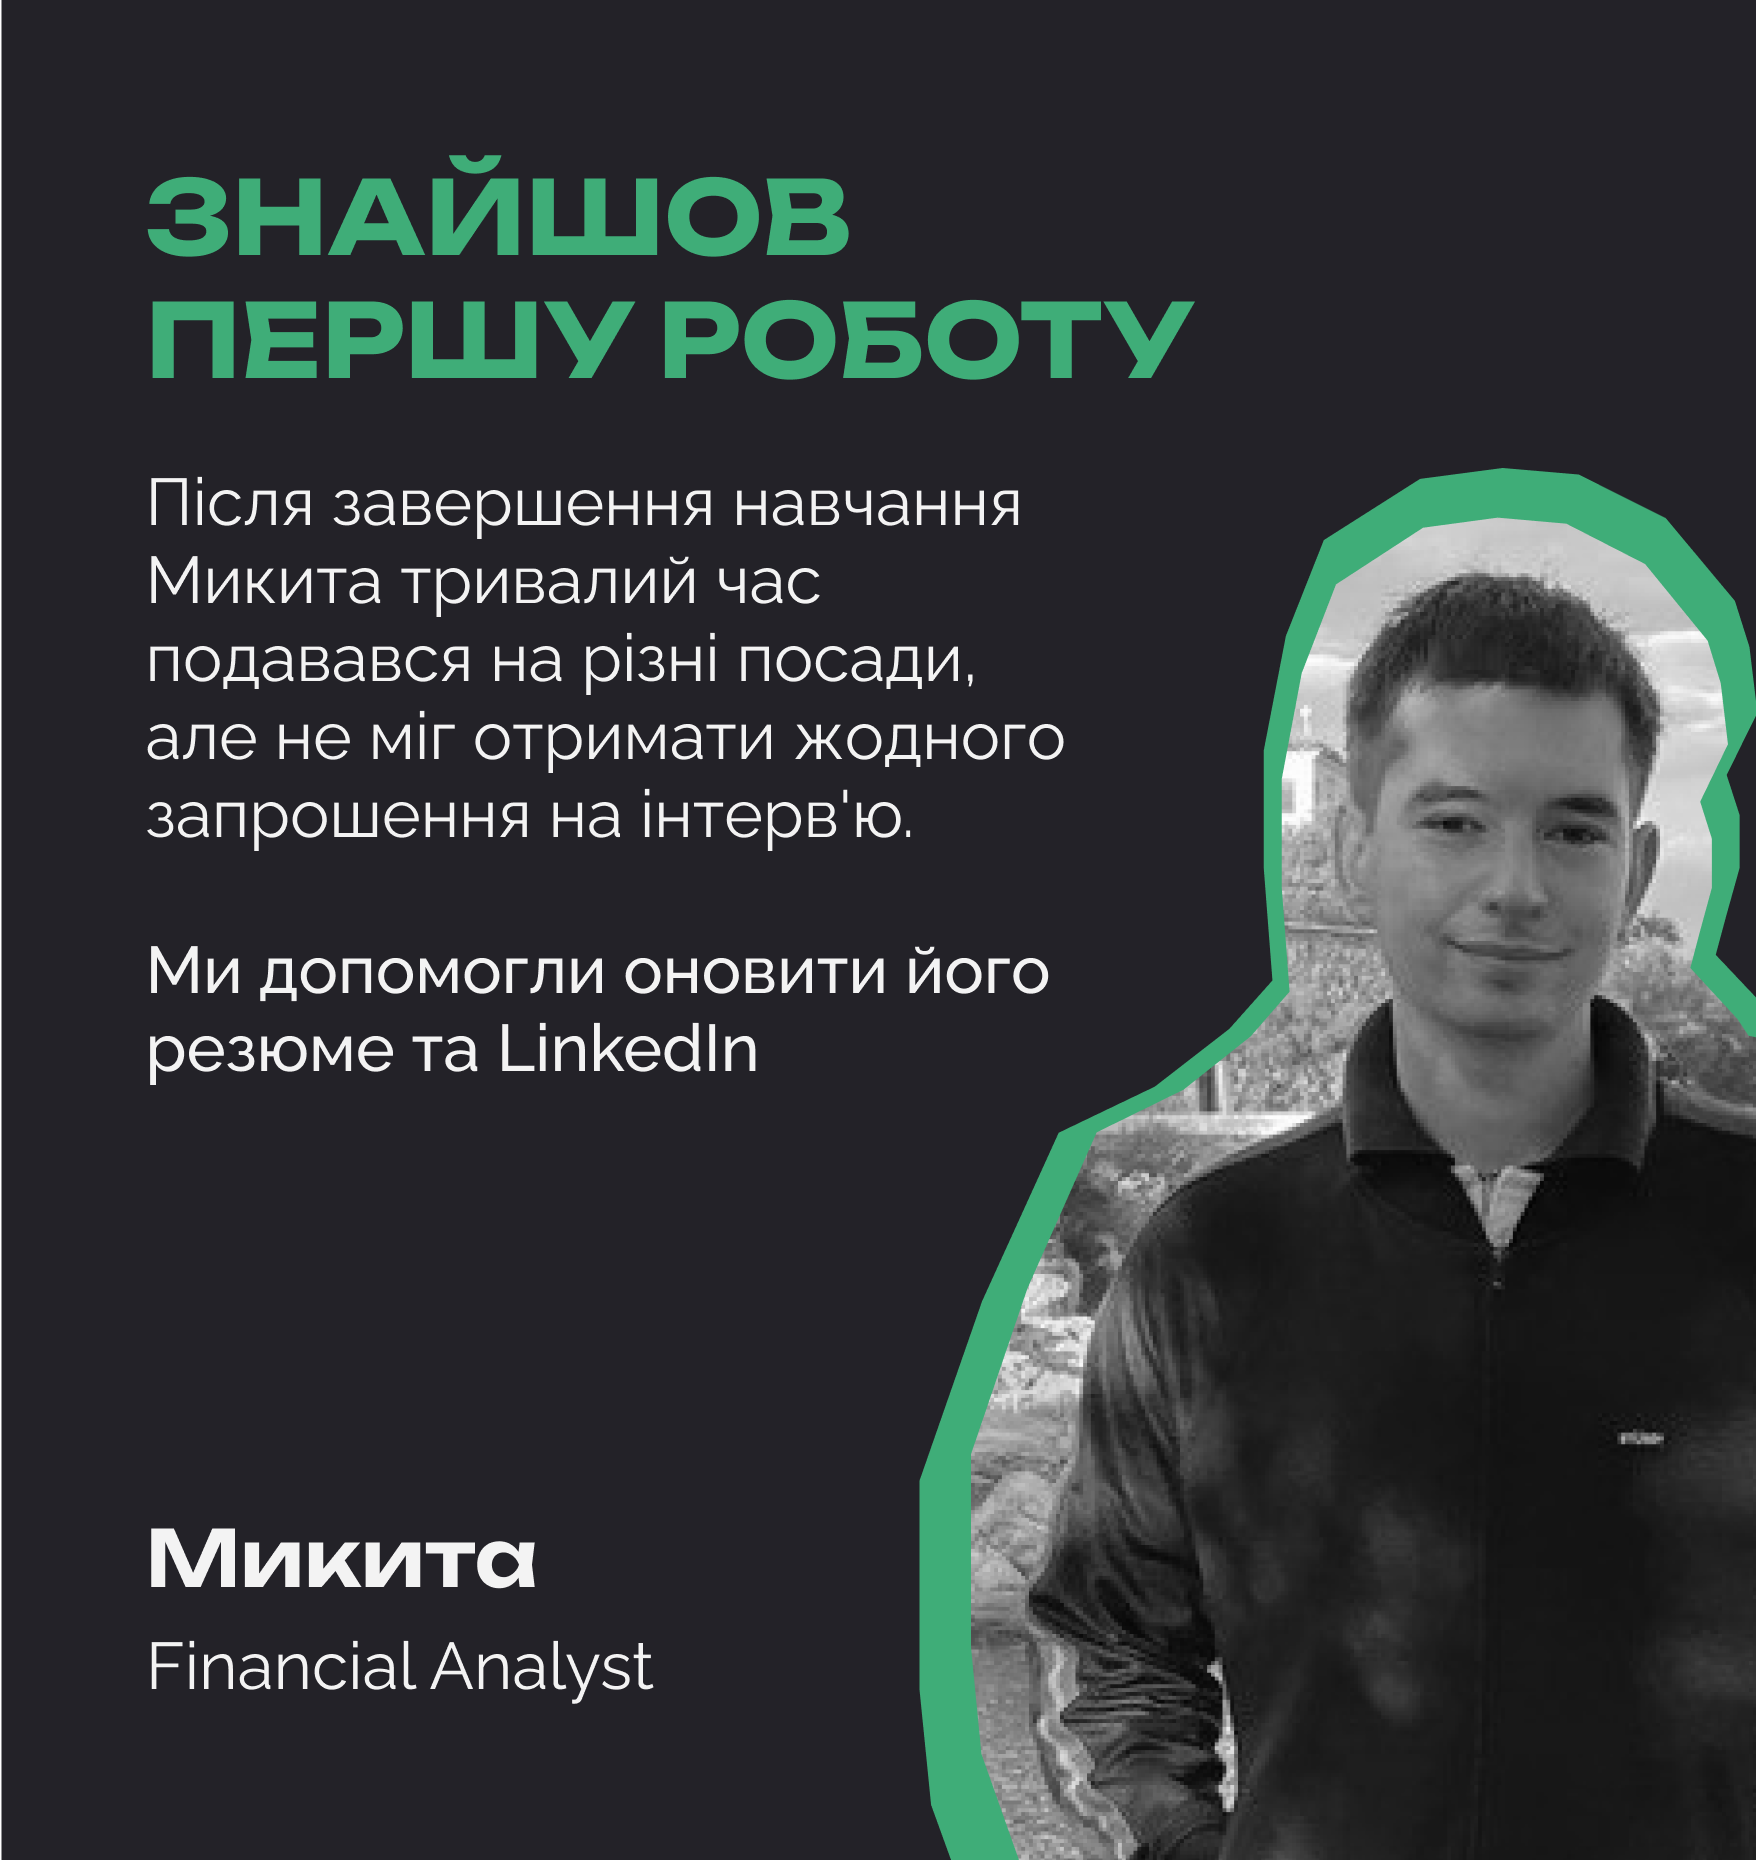 ЗНАЙШОВ
ПЕРШУ РОБОТУ
Після завершення навчання
Микита тривалий час
подавався на різні посади,
але не міг отримати жодного
запрошення на інтерв'ю.
Ми допомогли оновити його
резюме та LinkedIn
Микита
Financial Analyst